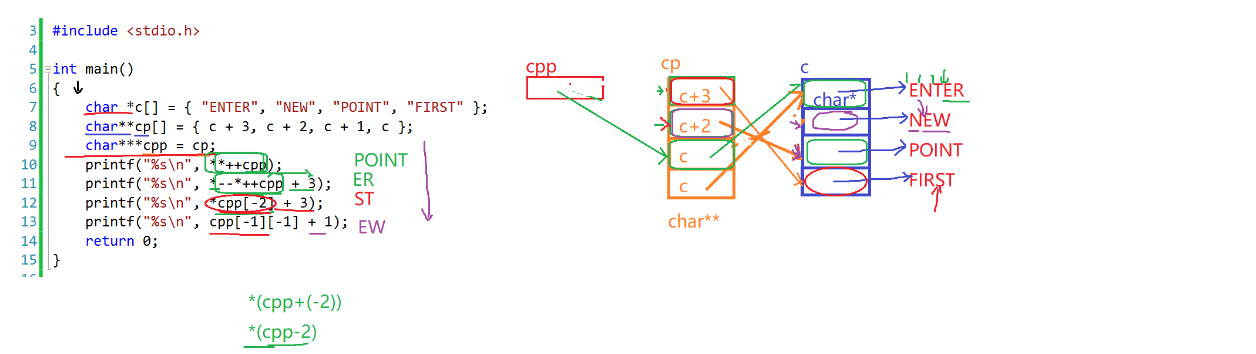 3 #include <stdio.h>
4
5 int main()
6 {
7 char *c[] = { "ENTER", "NEW", "POINT", "FIRST" };
8 char**cp[] = { c + 3, c + 2, c + 1, c };
9 char***cpp = cp;
10 printf("%s\n", **++cpp);
11 printf("%s\n", *--*++cpp + 3);
12 printf("%s\n", *cpp[-2] + 3);
13 printf("%s\n", cpp[-1][-1] + 1);
14 return 0;
15 }
POINT
ER
ST
EW
*(cpp+(-2))
*(cpp-2)
cpp
cp
c+3
c+2
c
c
char**
c
char*
ENTER
NEW
POINT
FIRST